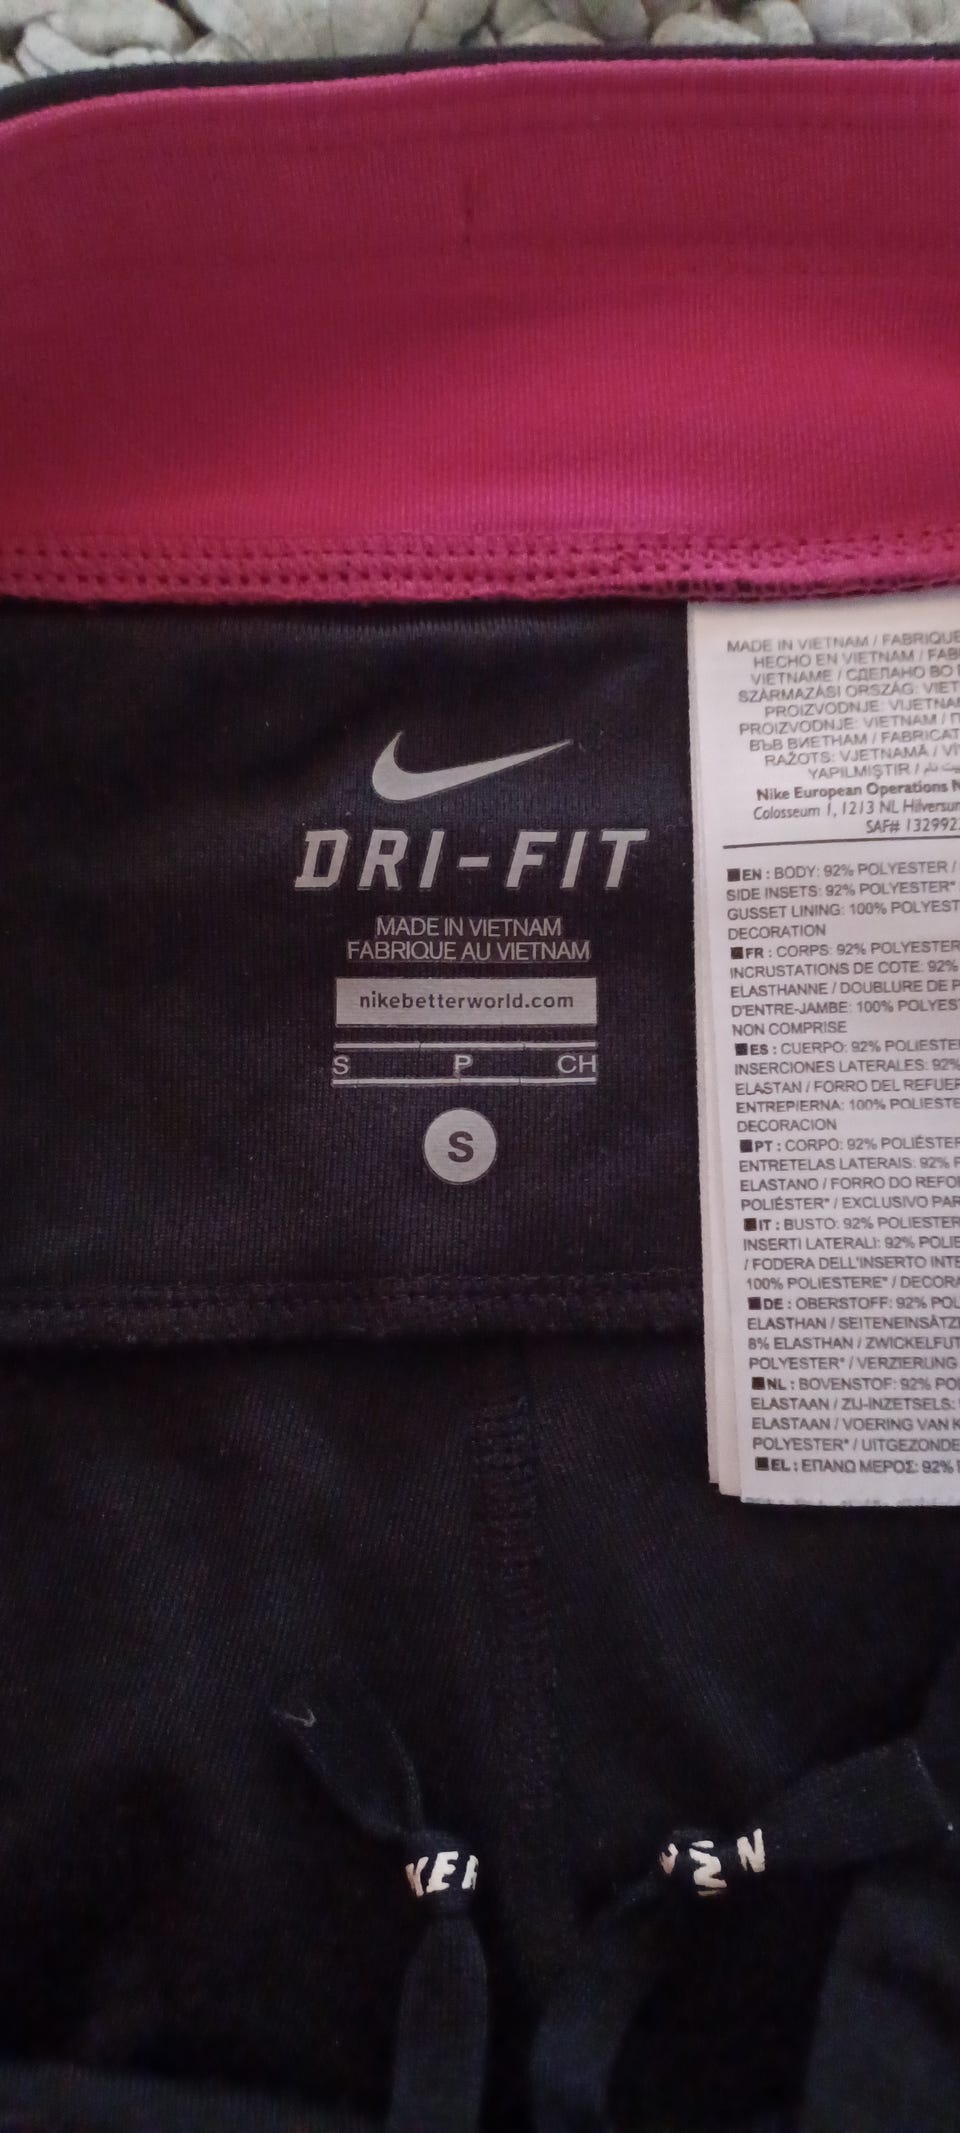 DRI-FIT
MADE IN VIETNAM
FABRIQUE AU VIETNAM
nikebetterworld.com
S P CH
S
MADE IN VIETNAM / FABRIQUE
HECHO EN VIETNAM /
VIETNAME / СДЕЛАНО ВО
SZÁRMAZÁSI ORSZÁG:
PROIZVODNJE:
PROIZVODNJE: VIETNAM /
ВЪВ ВИЕТНАМ /
RAŽOTS: VJETNAMĀ /
YAPILMIŞTIR /
Nike European Operations
Colosseum 1, 1213 NL
SAF#
EN : BODY: 92% POLYESTER /
SIDE INSETS: 92% POLYESTER*
GUSSET LINING: 100%
DECORATION
FR : CORPS: 92% POLYESTER
INCRUSTATIONS DE COTE: 92%
ELASTHANNE / DOUBLURE DE
D'ENTRE-JAMBE: 100%
NON COMPRISE
ES : CUERPO: 92%
INSERCIONES LATERALES: 92%
ELASTAN / FORRO DEL
ENTREPIERNA: 100%
DECORACION
PT : CORPO: 92%
ENTRETELAS LATERAIS: 92%
ELASTANO / FORRO DO
POLIÉSTER* / EXCLUSIVO
IT : BUSTO: 92%
INSERTI LATERALI: 92%
/ FODERA DELL'INSERTO
100% POLIESTERE* /
DE : OBERSTOFF: 92%
ELASTHAN /
8% ELASTHAN /
POLYESTER* / VERZIERUNG
NL : BOVENSTOF: 92%
ELASTAAN / ZIJ-INZETSELS:
ELASTAAN / VOERING VAN
POLYESTER* /
EL : ΕΠΑΝΩ ΜΕΡΟΣ: 92%